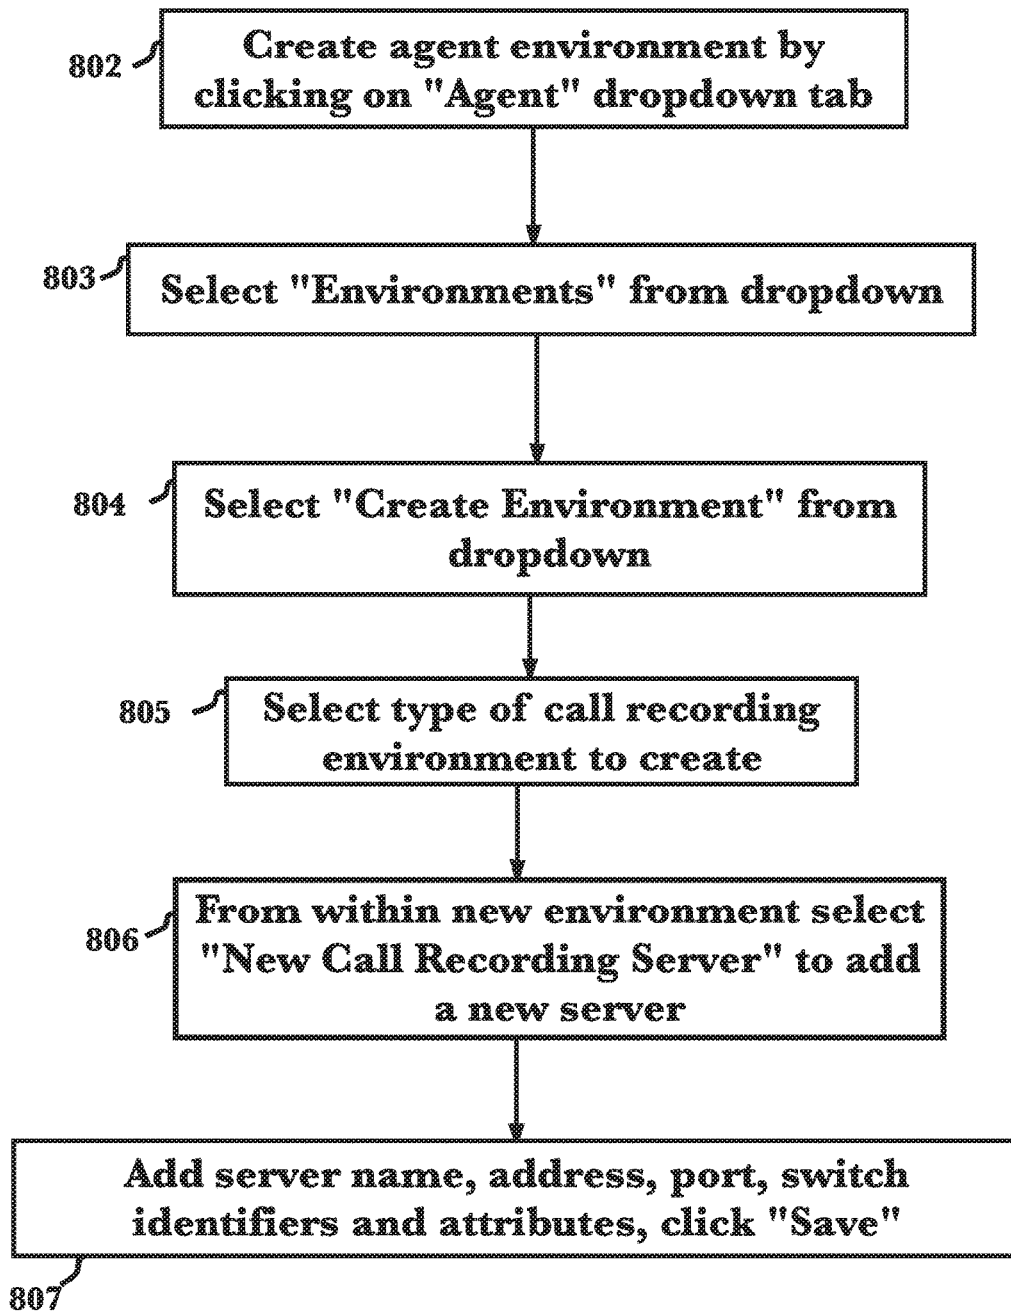 802
Create agent environment by
clicking on "Agent" dropdown tab
803
Select "Environments" from dropdown
804
Select "Create Environment" from
dropdown
805
Select type of call recording
environment to create
806
From within new environment select
"New Call Recording Server" to add
a new server
Add server name, address, port, switch
identifiers and attributes, click "Save"
807